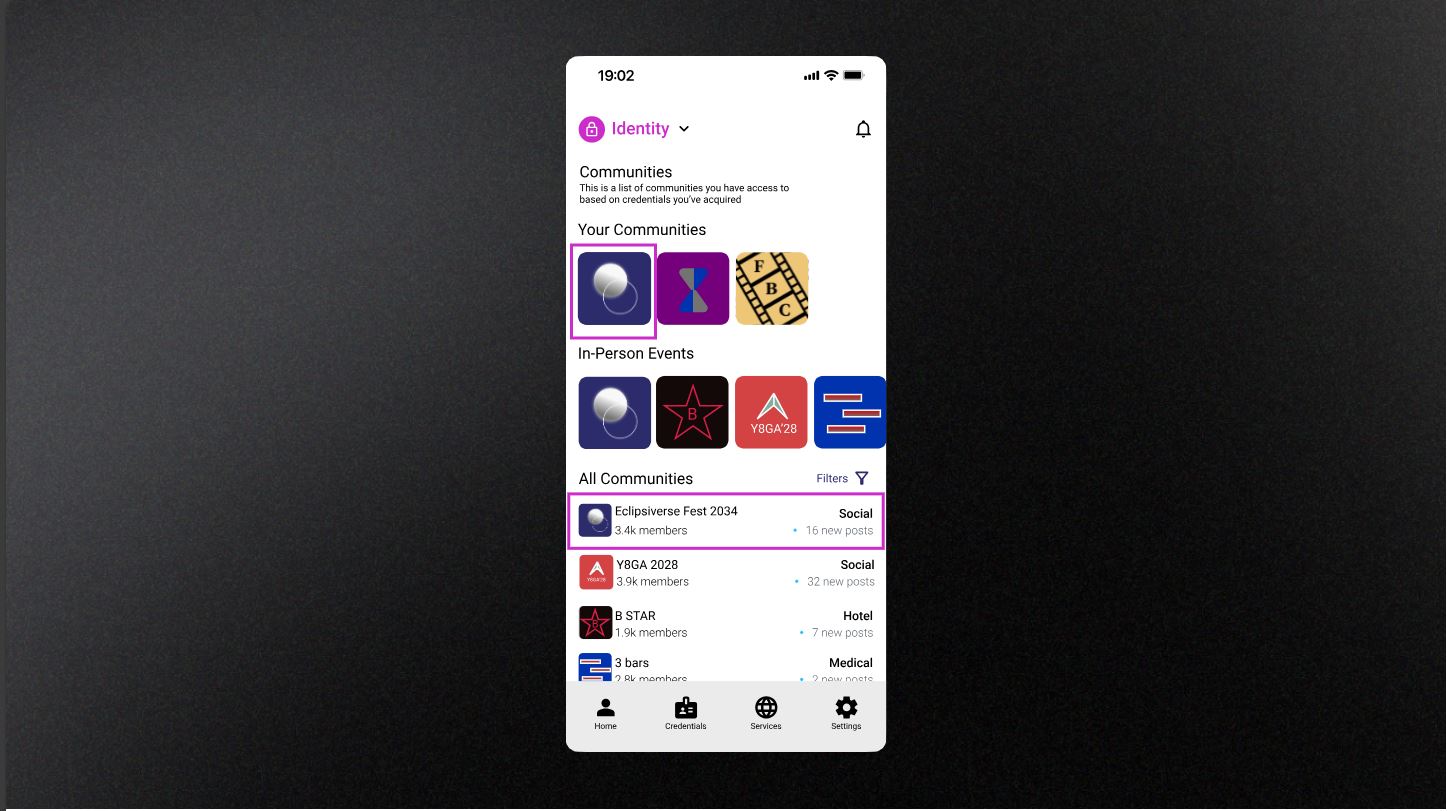 19:02
Identity
Communities
This is a list of communities you have access to
based on credentials you've acquired
Your Communities
F
B
C
In-Person Events
B
Y8GA'28
All Communities
Filters
Eclipsiverse Fest 2034
Social
3.4k members
16 new posts
Y8GA'28
Y8GA 2028
Social
3.9k members
32 new posts
B
B STAR
Hotel
1.9k members
7 new posts
3 bars
Medical
2.8k members
2 new posts
Home
Credentials
Services
Settings